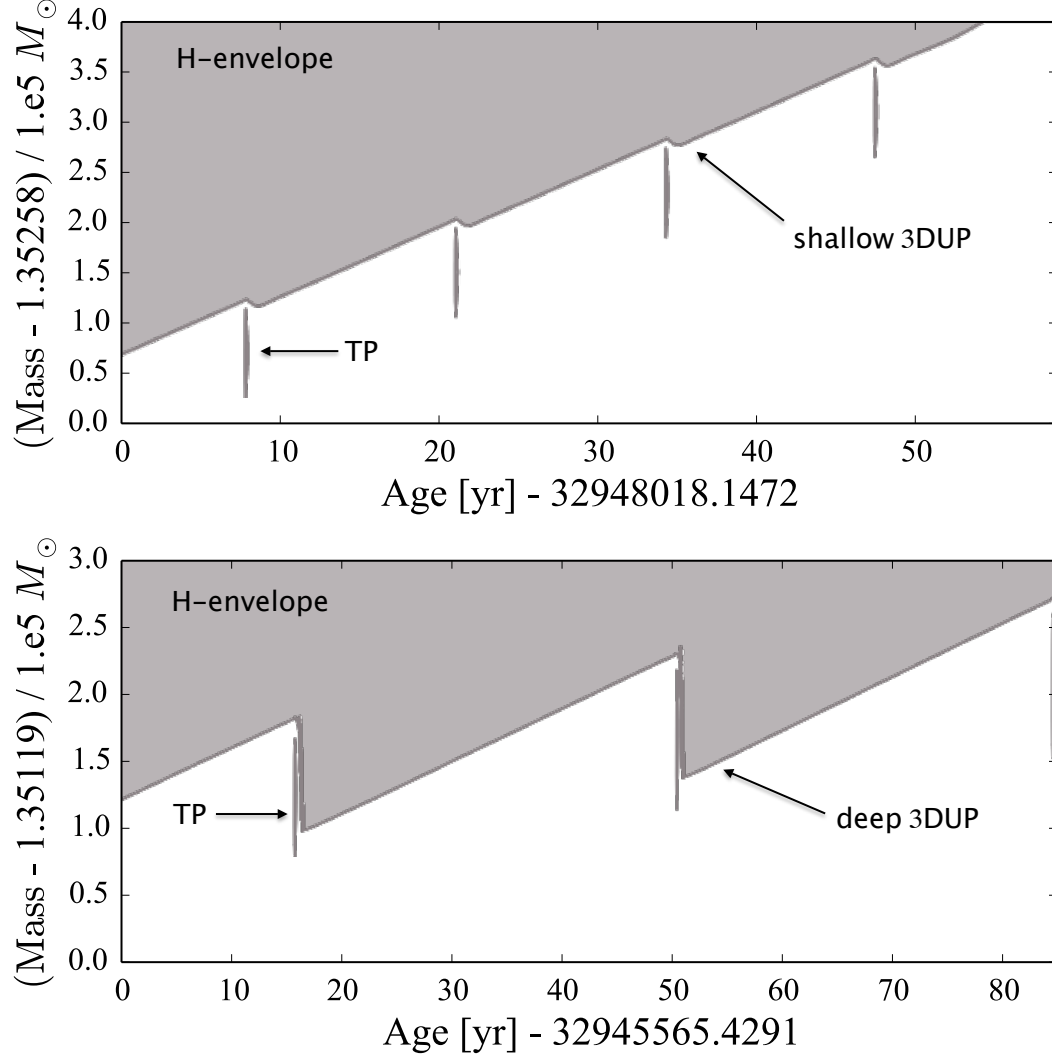 4.0
3.5
3.0
2.5
2.0
1.5
1.0
0.5
0.0
(Mass - 1.35258) / 1.e5 M☉
H-envelope
shallow 3DUP
TP
0 10 20 30 40 50
Age [yr] - 32948018.1472
3.0
2.5
2.0
1.5
1.0
0.5
0.0
(Mass - 1.35119) / 1.e5 M☉
H-envelope
TP
deep 3DUP
0 10 20 30 40 50 60 70 80
Age [yr] - 32945565.4291